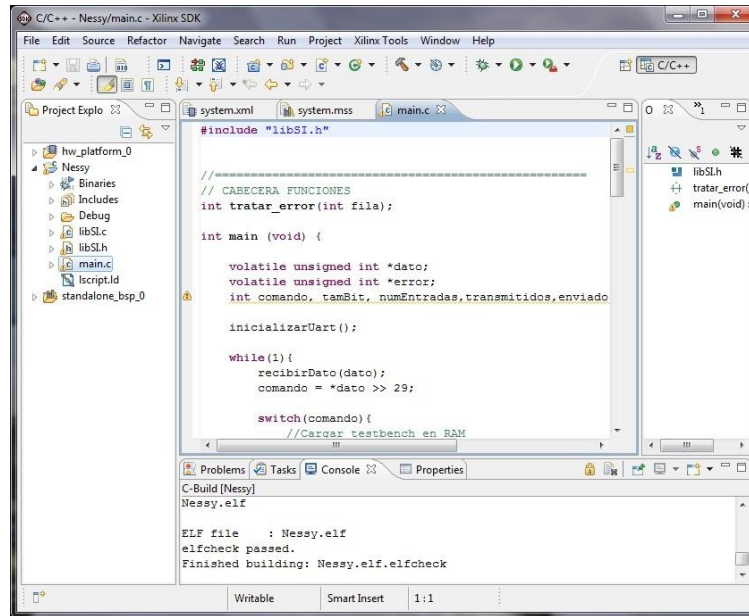 C/C++ - Nessy/main.c - Xilinx SDK
File Edit Source Refactor Navigate Search Run Project Xilinx Tools Window Help
C/C++
Project Explo
system.xml system.mss main.c
O »1
hw_platform_0
Nessy
Binaries
Includes
Debug
libSI.c
libSI.h
main.c
lscript.ld
standalone_bsp_0
#include "libSI.h"
//=====================================================
// CABECERA FUNCIONES
int tratar_error(int fila);
int main (void) {
volatile unsigned int *dato;
volatile unsigned int *error;
int comando, tamBit, numEntradas,transmitidos,enviado
inicializarUart();
while(1){
recibirDato(dato);
comando = *dato >> 29;
switch(comando){
//Cargar testbench en RAM
libSI.h
tratar_error(
main(void) :
Problems Tasks Console Properties
C-Build [Nessy]
Nessy.elf
ELF file : Nessy.elf
elfcheck passed.
Finished building: Nessy.elf.elfcheck
Writable Smart Insert 1:1